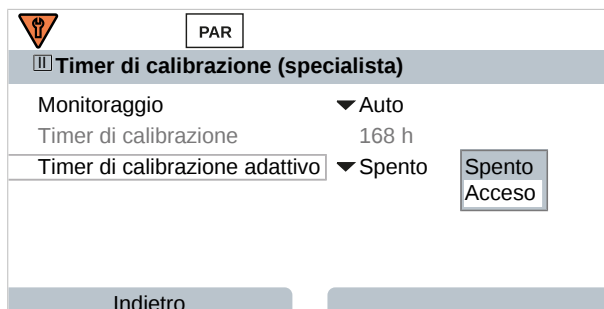 PAR
II Timer di calibrazione (specialista)
Monitoraggio Auto
Timer di calibrazione 168 h
Timer di calibrazione adattivo Spento Spento
Acceso
Indietro